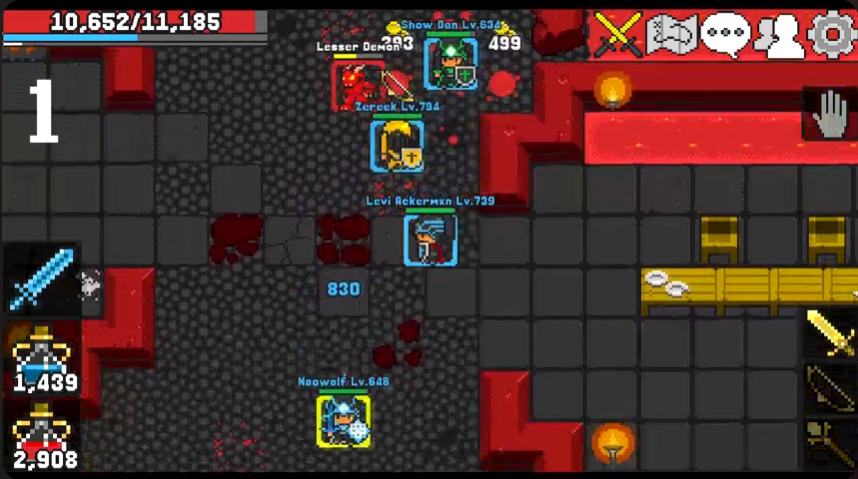 10,652/11,185
Show Dan Lv.634
Lesser Demon
293
499
Zereek Lv.794
1
Levi Ackermxn Lv.739
830
Noowolf Lv.648
1,439
2,908